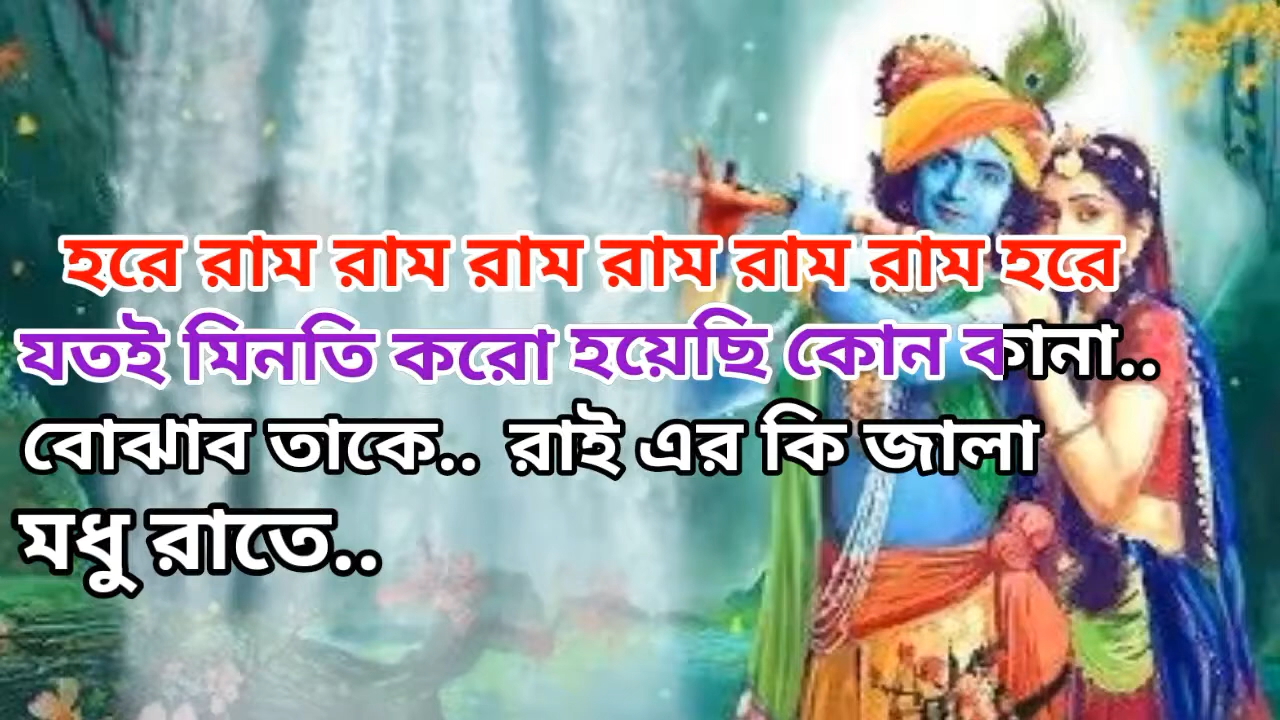 হরে রাম রাম রাম রাম রাম রাম হরে
যতই মিনতি করো হয়েছি কোন কানা..
বোঝাব তাকে.. রাই এর কি জালা
মধু রাতে..